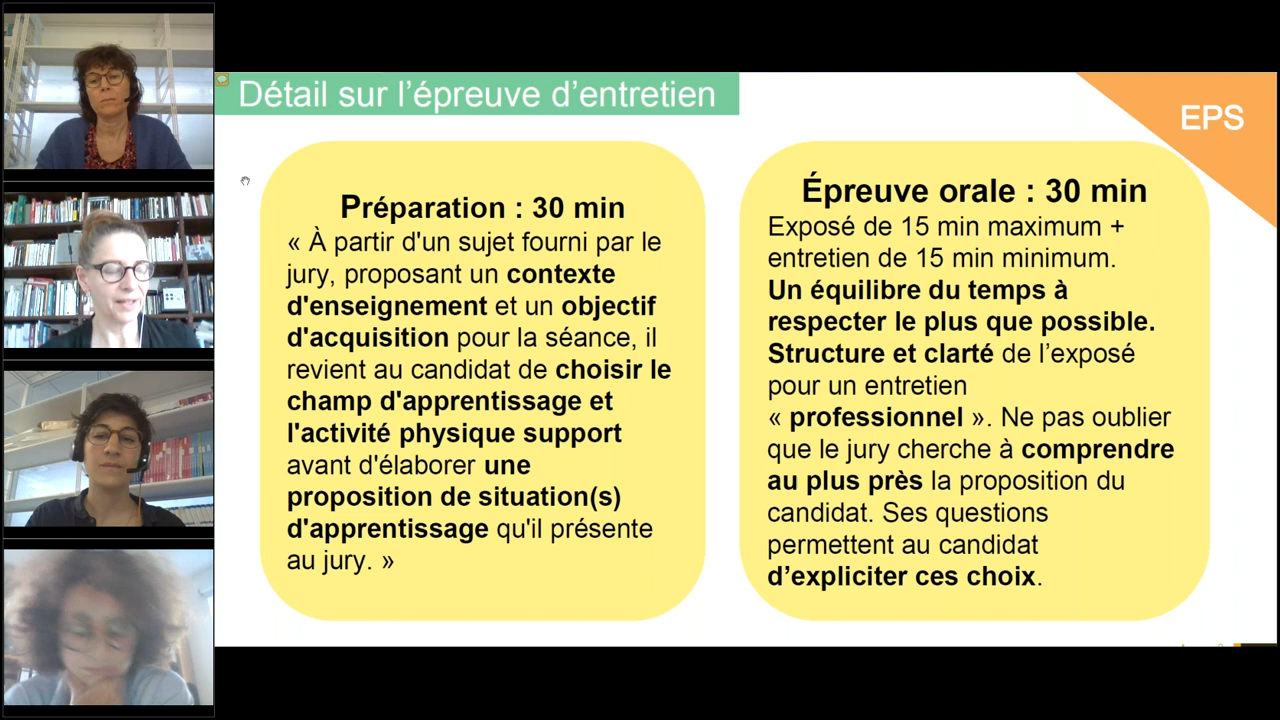 Détail sur l'épreuve d'entretien
EPS
Préparation : 30 min
« À partir d'un sujet fourni par le
jury, proposant un contexte
d'enseignement et un objectif
d'acquisition pour la séance, il
revient au candidat de choisir le
champ d'apprentissage et
l'activité physique support
avant d'élaborer une
proposition de situation(s)
d'apprentissage qu'il présente
au jury. »
Épreuve orale : 30 min
Exposé de 15 min maximum +
entretien de 15 min minimum.
Un équilibre du temps à
respecter le plus que possible.
Structure et clarté de l’exposé
pour un entretien
« professionnel ». Ne pas oublier
que le jury cherche à comprendre
au plus près la proposition du
candidat. Ses questions
permettent au candidat
d’expliciter ces choix.